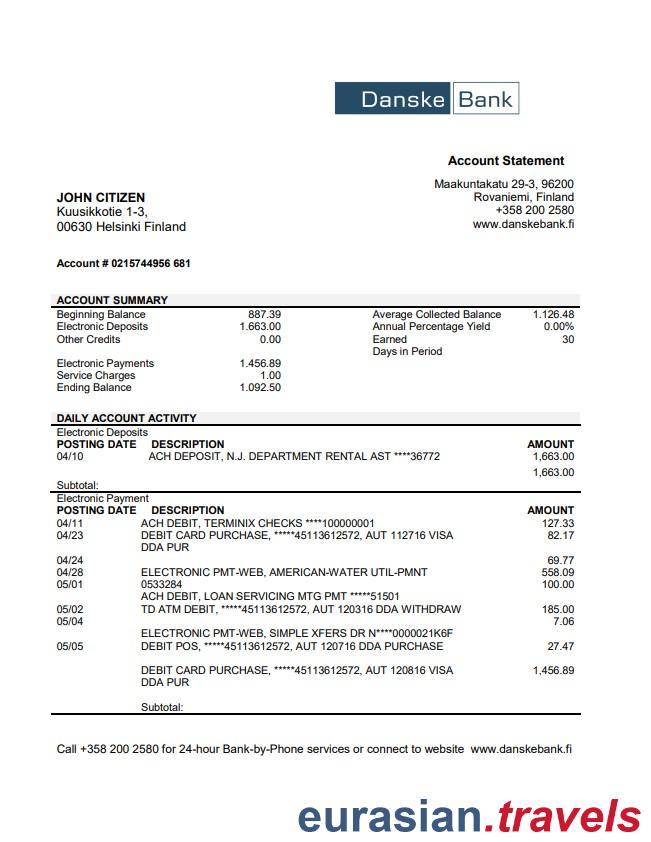 Danske Bank
Account Statement
Maakuntakatu 29-3, 96200
Rovaniemi, Finland
+358 200 2580
www.danskebank.fi
JOHN CITIZEN
Kuusikkotie 1-3,
00630 Helsinki Finland
Account # 0215744956 681
ACCOUNT SUMMARY
Beginning Balance 887.39 Average Collected Balance 1.126.48
Electronic Deposits 1.663.00 Annual Percentage Yield 0.00%
Other Credits 0.00 Earned 30
Days in Period
Electronic Payments 1.456.89
Service Charges 1.00
Ending Balance 1.092.50
DAILY ACCOUNT ACTIVITY
Electronic Deposits
POSTING DATE DESCRIPTION AMOUNT
04/10 ACH DEPOSIT, N.J. DEPARTMENT RENTAL AST ****36772 1,663.00
1,663.00
Subtotal:
Electronic Payment
POSTING DATE DESCRIPTION AMOUNT
04/11 ACH DEBIT, TERMINIX CHECKS ****100000001 127.33
04/23 DEBIT CARD PURCHASE, *****45113612572, AUT 112716 VISA 82.17
DDA PUR
04/24 69.77
04/28 ELECTRONIC PMT-WEB, AMERICAN-WATER UTIL-PMNT 558.09
05/01 0533284 100.00
ACH DEBIT, LOAN SERVICING MTG PMT *****51501
05/02 TD ATM DEBIT, *****45113612572, AUT 120316 DDA WITHDRAW 185.00
05/04 7.06
ELECTRONIC PMT-WEB, SIMPLE XFERS DR N****0000021K6F
05/05 DEBIT POS, *****45113612572, AUT 120716 DDA PURCHASE 27.47
DEBIT CARD PURCHASE, *****45113612572, AUT 120816 VISA 1,456.89
DDA PUR
Subtotal:
Call +358 200 2580 for 24-hour Bank-by-Phone services or connect to website www.danskebank.fi
eurasian.travels